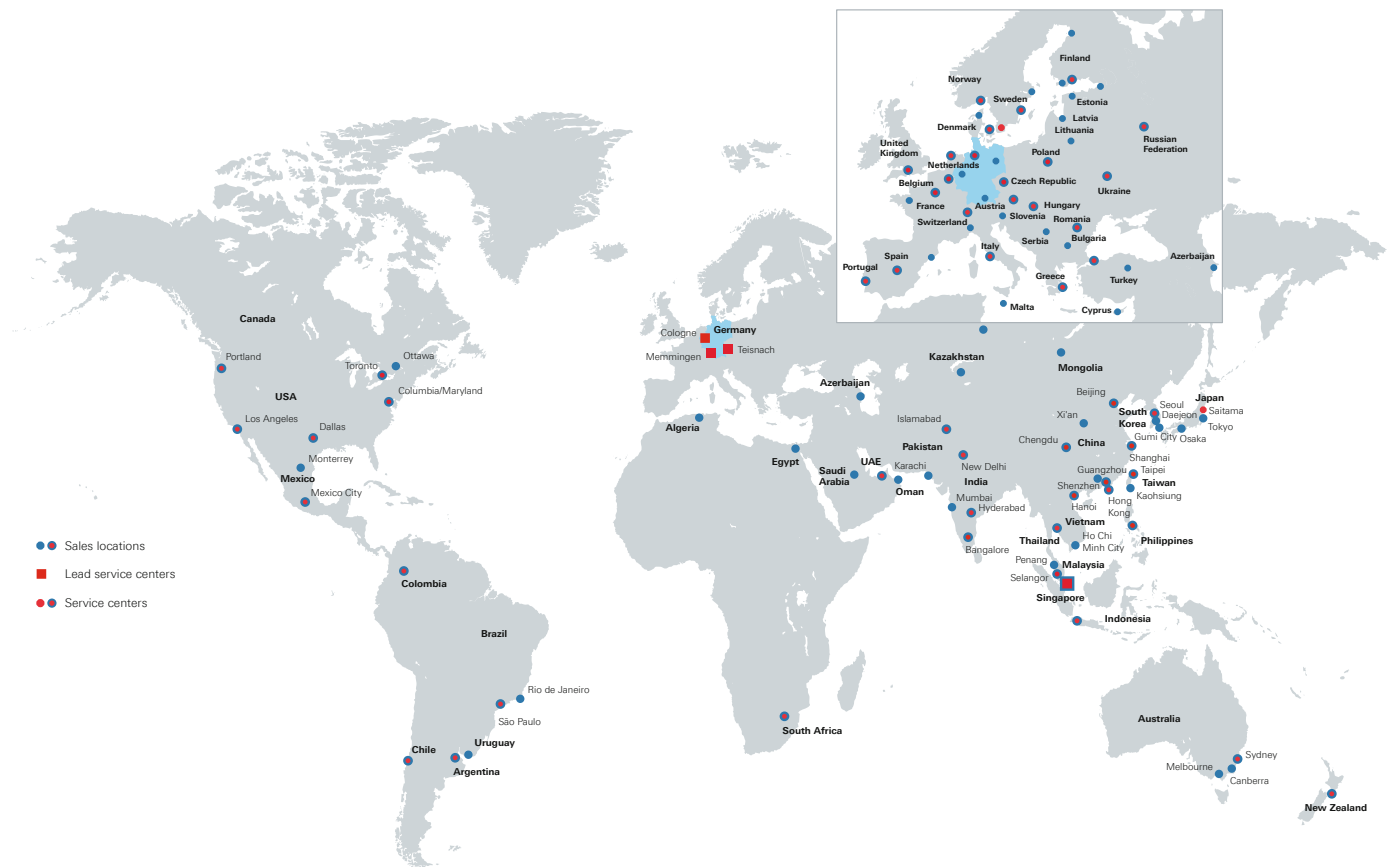 Finland
Norway
Sweden
Estonia
Latvia
Denmark
Lithuania
Russian
Federation
United
Kingdom
Poland
Netherlands
Belgium
Czech Republic
Ukraine
France
Austria
Hungary
Switzerland
Slovenia
Romania
Serbia
Bulgaria
Italy
Spain
Azerbaijan
Portugal
Greece
Turkey
Malta
Cyprus
Canada
Portland
Ottawa
Toronto
Columbia/Maryland
USA
Los Angeles
Dallas
Monterrey
Mexico
Mexico City
Cologne
Germany
Memmingen
Teisnach
Kazakhstan
Mongolia
Azerbaijan
Beijing
Japan
Seoul
Saitama
South
Korea
Daejeon
Tokyo
Algeria
Islamabad
Xi'an
Gumi City
Osaka
Pakistan
Chengdu
China
Shanghai
Egypt
Saudi
Arabia
UAE
Karachi
New Delhi
Guangzhou
Taipei
Oman
India
Shenzhen
Taiwan
Mumbai
Hanoi
Hong
Kong
Kaohsiung
Hyderabad
Vietnam
Bangalore
Thailand
Ho Chi
Minh City
Philippines
Penang
Malaysia
Selangor
Singapore
Indonesia
Sales locations
Lead service centers
Service centers
Colombia
Brazil
Rio de Janeiro
São Paulo
Uruguay
Chile
Argentina
South Africa
Australia
Sydney
Melbourne
Canberra
New Zealand